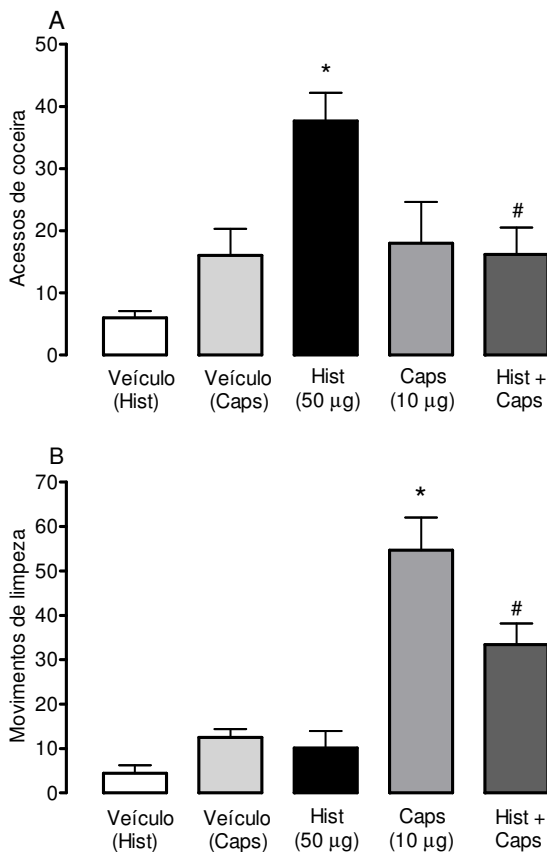 A
Acessos de coceira
50
40
30
20
10
0
*
#
Veículo
(Hist)
Veículo
(Caps)
Hist
(50 μg)
Caps
(10 μg)
Hist +
Caps
B
Movimentos de limpeza
70
60
50
40
30
20
10
0
*
#
Veículo
(Hist)
Veículo
(Caps)
Hist
(50 μg)
Caps
(10 μg)
Hist +
Caps